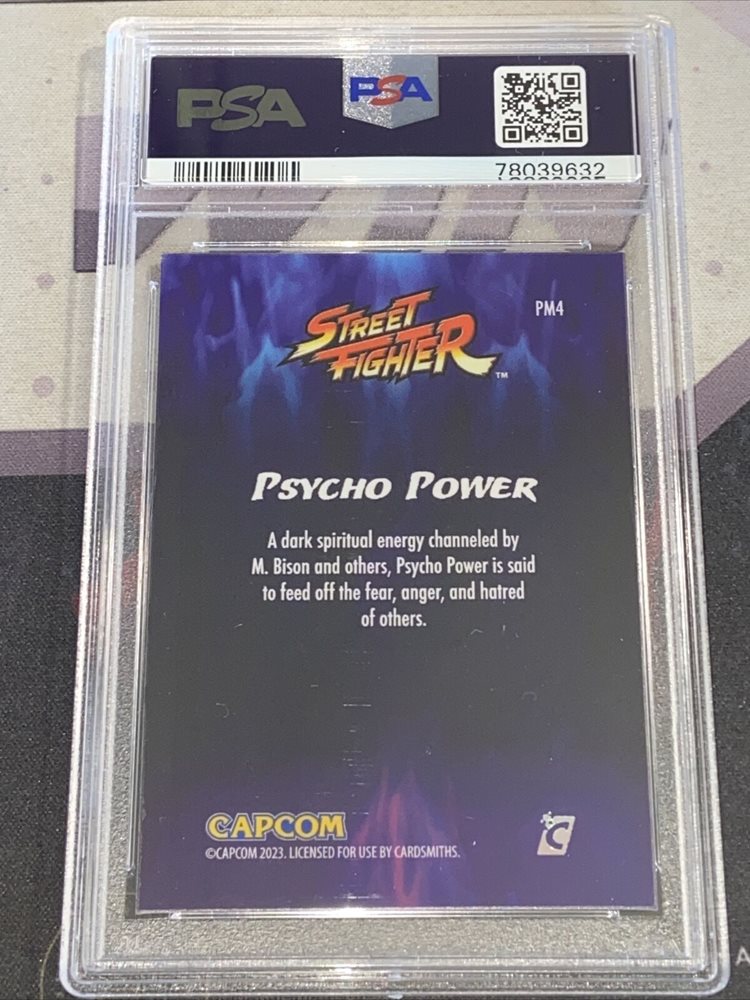 PSA
PSA
78039632
STREET
FIGHTER
TM
PM4
PSYCHO POWER
A dark spiritual energy channeled by
M. Bison and others, Psycho Power is said
to feed off the fear, anger, and hatred
of others.
CAPCOM
©CAPCOM 2023. LICENSED FOR USE BY CARDSMITHS.
C
A